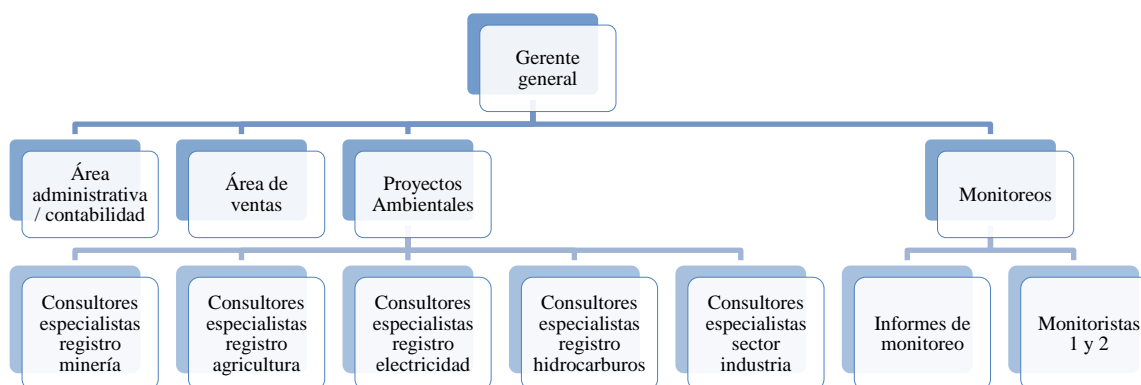 Gerente
general
Área
administrativa
/ contabilidad
Área de
ventas
Proyectos
Ambientales
Monitoreos
Consultores
especialistas
registro
minería
Consultores
especialistas
registro
agricultura
Consultores
especialistas
registro
electricidad
Consultores
especialistas
registro
hidrocarburos
Consultores
especialistas
sector
industria
Informes de
monitoreo
Monitoristas
1 y 2